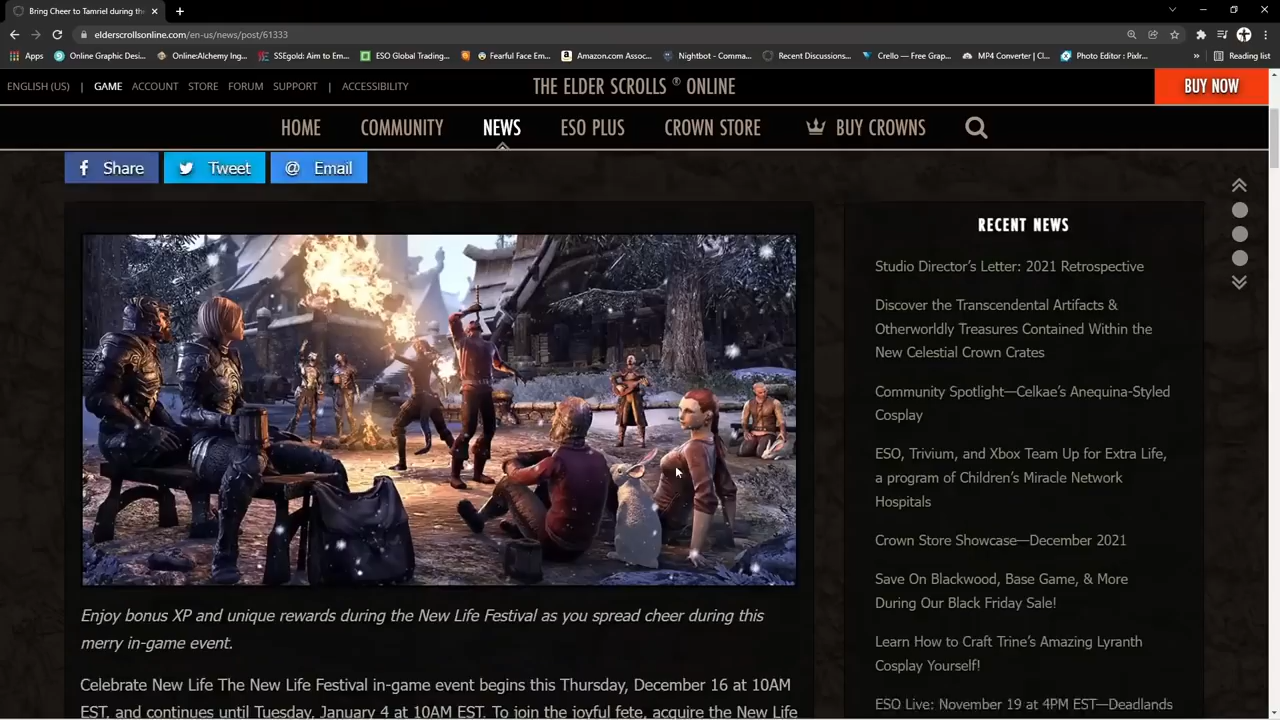 Bring Cheer to Tamriel during the
elderscrollsonline.com/en-us/news/post/61333
Apps
Online Graphic Desi...
OnlineAlchemy Ing...
SSEgold: Aim to Em...
ESO Global Trading...
Fearful Face Em...
Amazon.com Assoc...
Nightbot - Comma...
Recent Discussions...
Crello — Free Grap...
MP4 Converter | Cl...
Photo Editor : Pixlr...
»
Reading list
ENGLISH (US) | GAME ACCOUNT STORE FORUM SUPPORT | ACCESSIBILITY
THE ELDER SCROLLS ® ONLINE
BUY NOW
HOME COMMUNITY NEWS ESO PLUS CROWN STORE BUY CROWNS
Share
Tweet
@ Email
Enjoy bonus XP and unique rewards during the New Life Festival as you spread cheer during this
merry in-game event.
Celebrate New Life The New Life Festival in-game event begins this Thursday, December 16 at 10AM
EST, and continues until Tuesday, January 4 at 10AM EST. To join the joyful fete, acquire the New Life
RECENT NEWS
Studio Director's Letter: 2021 Retrospective
Discover the Transcendental Artifacts &
Otherworldly Treasures Contained Within the
New Celestial Crown Crates
Community Spotlight—Celkae's Anequina-Styled
Cosplay
ESO, Trivium, and Xbox Team Up for Extra Life,
a program of Children's Miracle Network
Hospitals
Crown Store Showcase—December 2021
Save On Blackwood, Base Game, & More
During Our Black Friday Sale!
Learn How to Craft Trine's Amazing Lyranth
Cosplay Yourself!
ESO Live: November 19 at 4PM EST—Deadlands